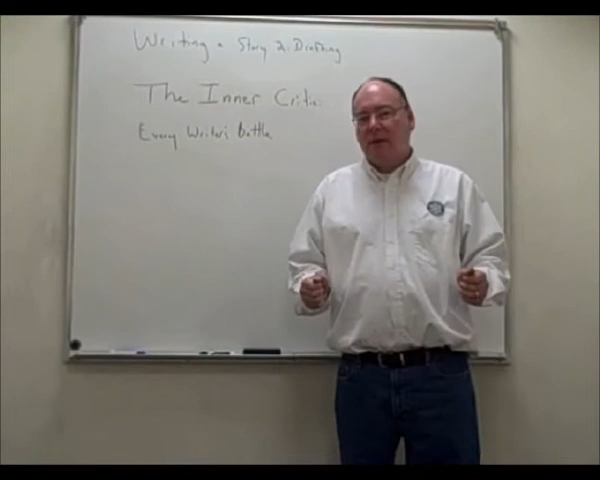 Writing a Story 2: Drafting
The Inner Critic
Every Writer's Battle